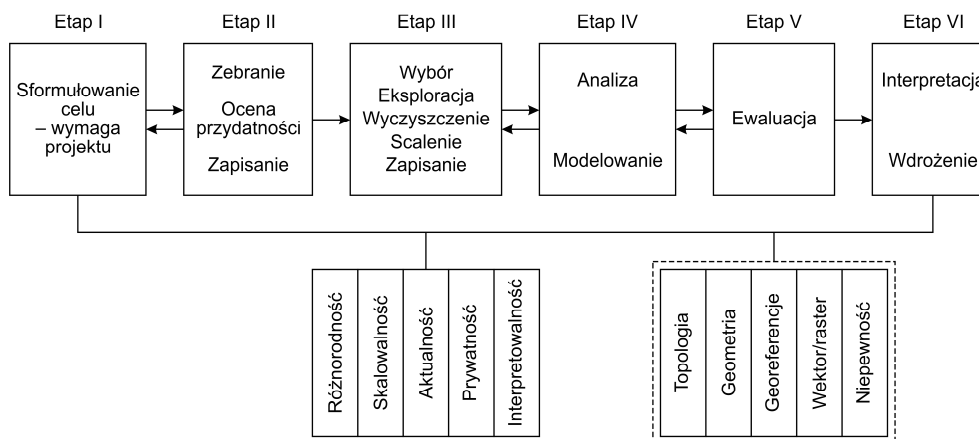 Etap I
Etap II
Etap III
Etap IV
Etap V
Etap VI
Sformułowanie
celu
– wymaga
projektu
Zebranie
Ocena
przydatności
Zapisanie
Wybór
Eksploracja
Wyczyszczenie
Scalenie
Zapisanie
Analiza
Modelowanie
Ewaluacja
Interpretacja
Wdrożenie
Różnorodność
Skalowalność
Aktualność
Prywatność
Interpretowalność
Topologia
Geometria
Georeferencje
Wektor/raster
Niepewność